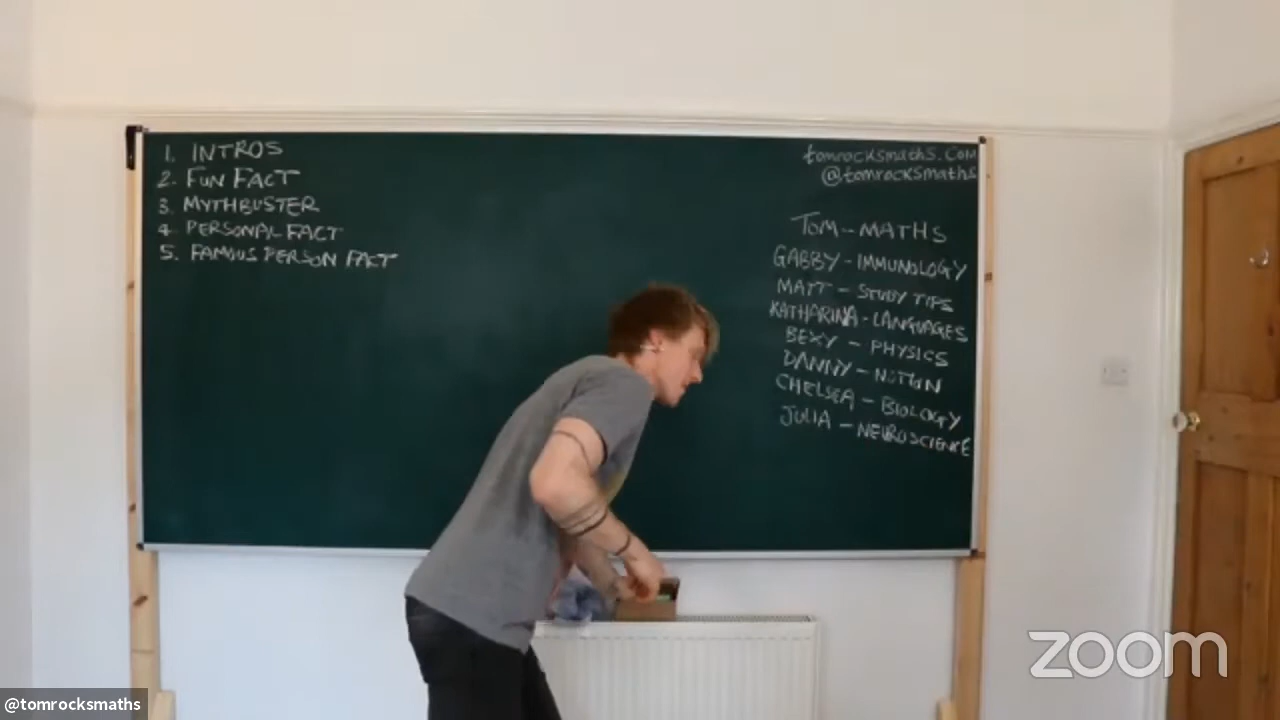 1. INTROS
2. FUN FACT
3. MYTHBUSTER
4. PERSONAL FACT
5. FAMOUS PERSON FACT
tomrocksmaths.com
@tomrocksmaths
TOM - MATHS
GABBY - IMMUNOLOGY
MATT - STUDY TIPS
KATHARINA - LANGUAGES
BEXY - PHYSICS
DANNY - NOTION
CHELSEA - BIOLOGY
JULIA - NEUROSCIENCE
zoom
@tomrocksmaths